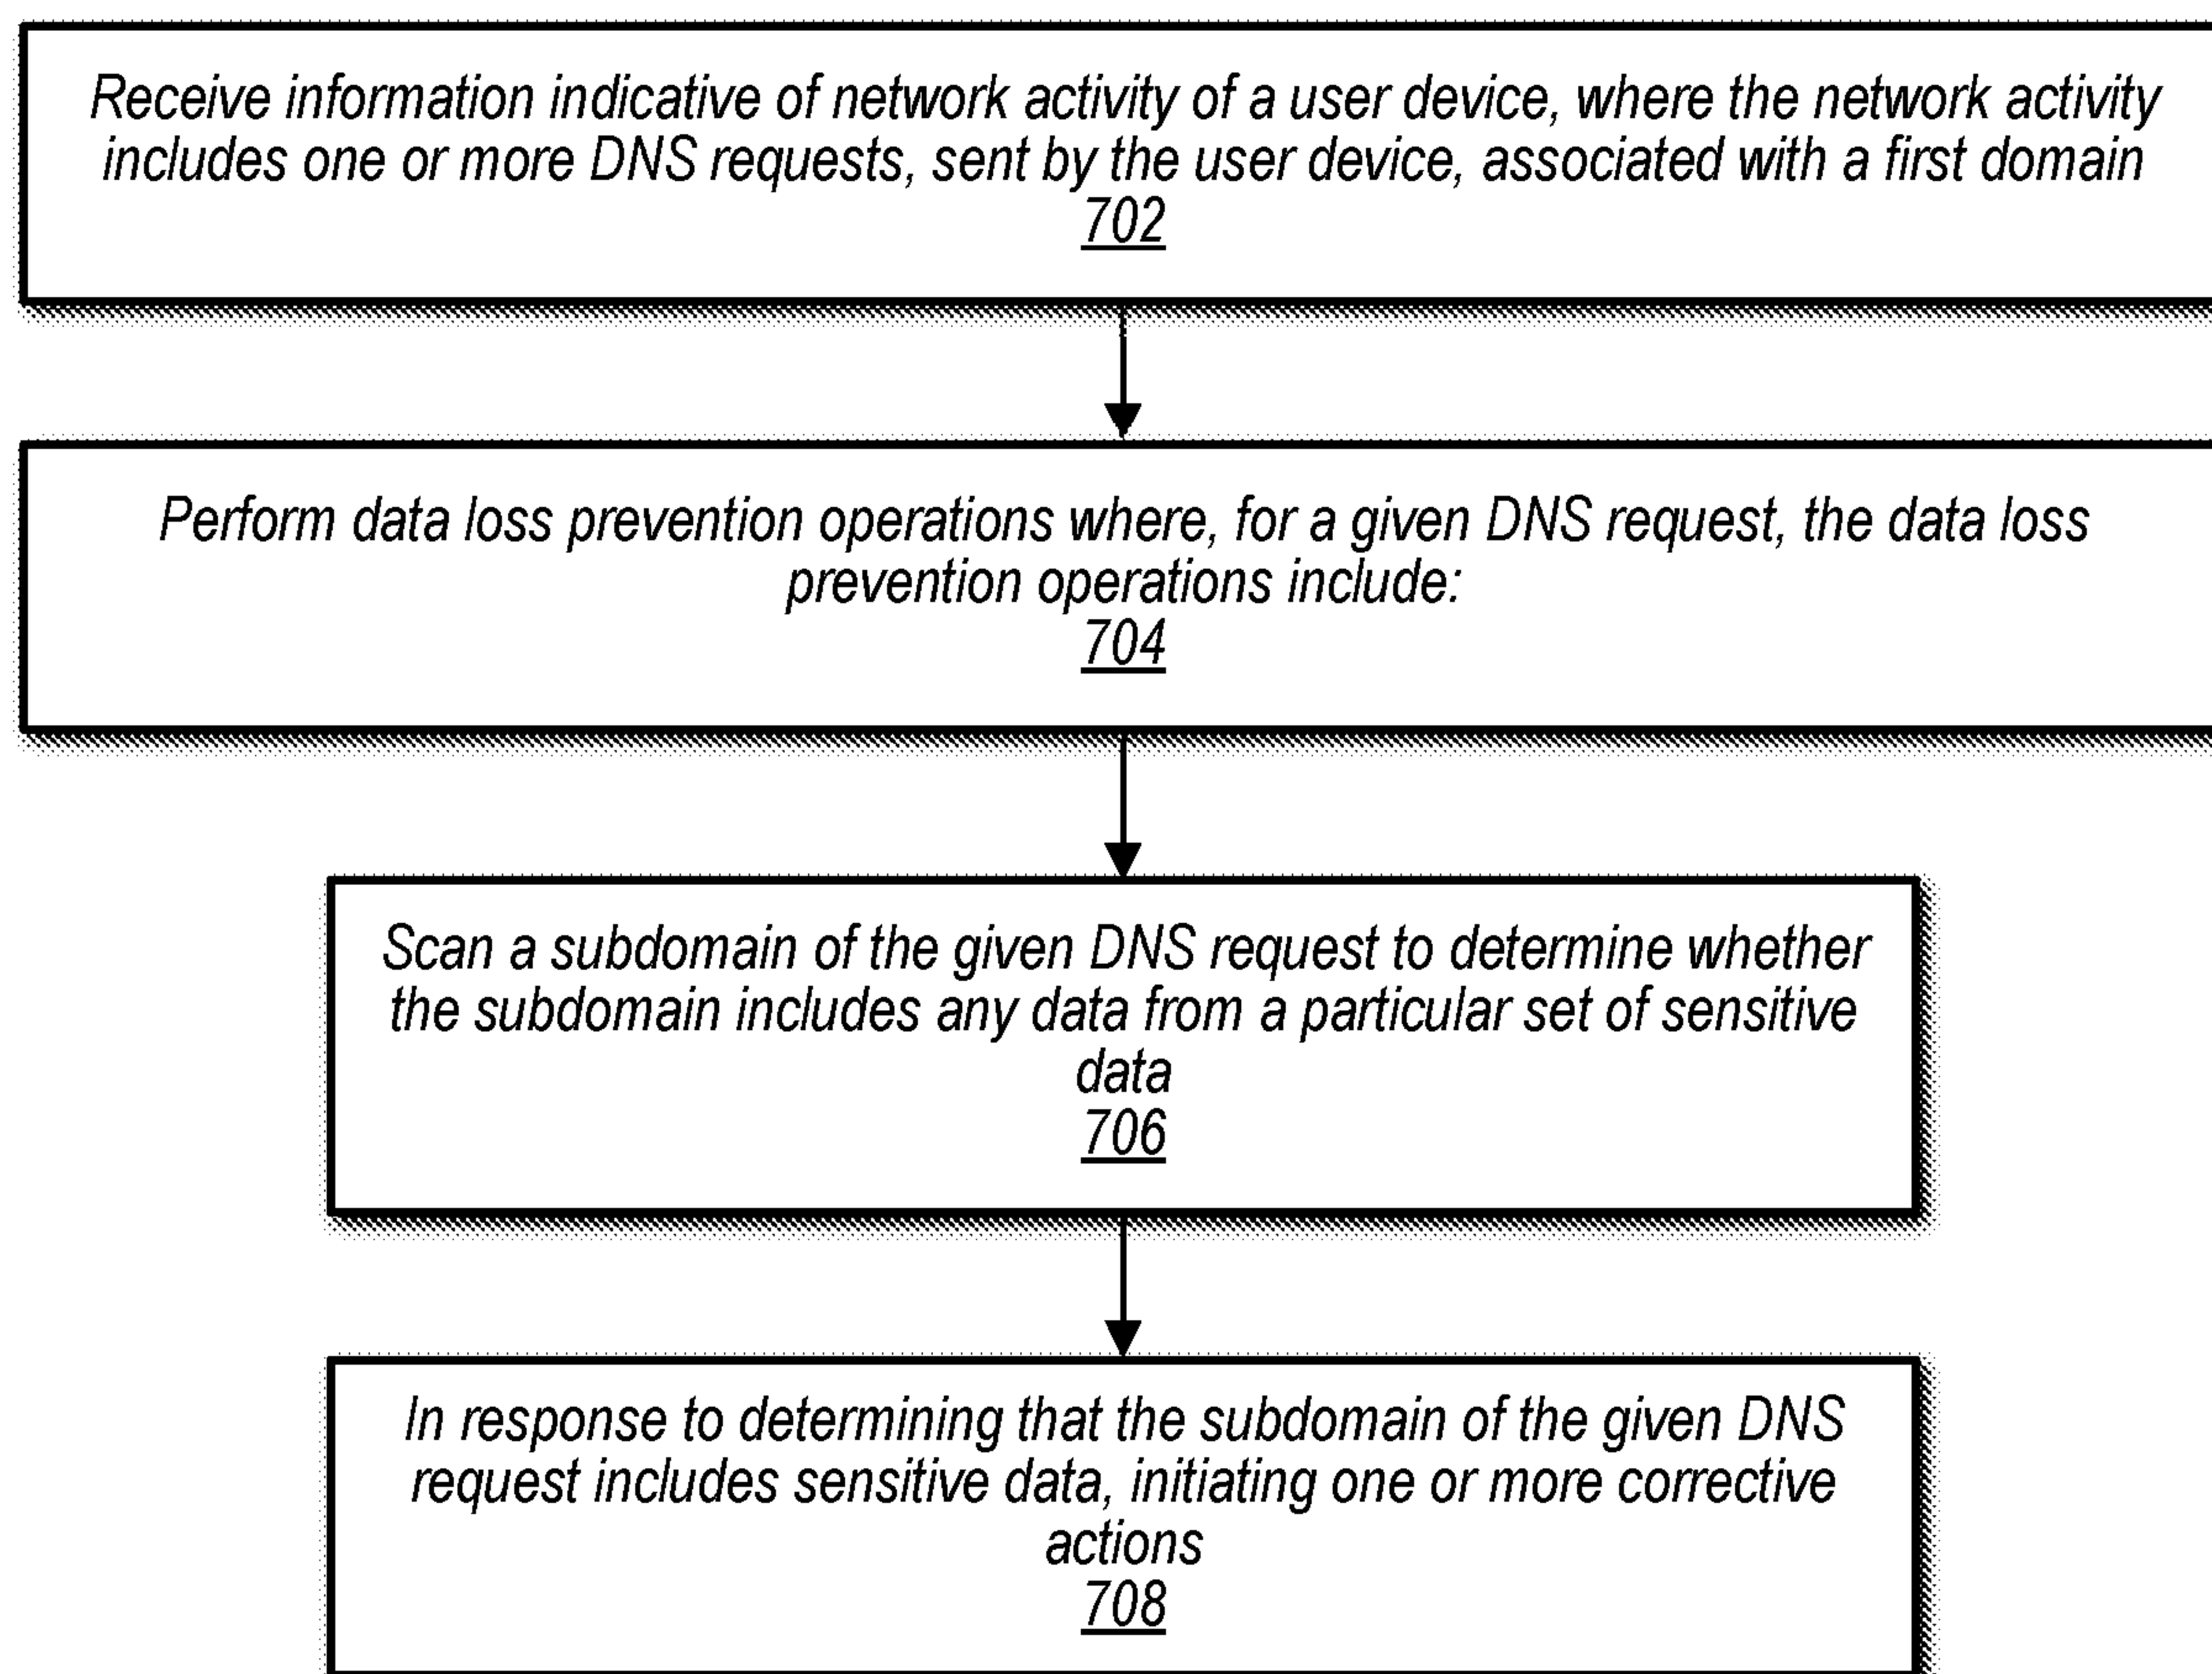 Receive information indicative of network activity of a user device, where the network activity
includes one or more DNS requests, sent by the user device, associated with a first domain
702
Perform data loss prevention operations where, for a given DNS request, the data loss
prevention operations include:
704
Scan a subdomain of the given DNS request to determine whether
the subdomain includes any data from a particular set of sensitive
data
706
In response to determining that the subdomain of the given DNS
request includes sensitive data, initiating one or more corrective
actions
708